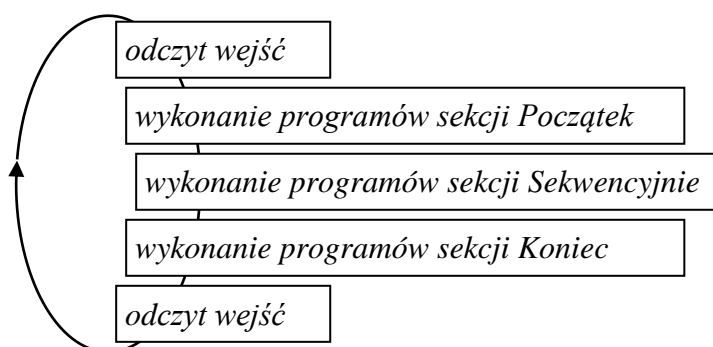 odczyt wejść
wykonanie programów sekcji Początek
wykonanie programów sekcji Sekwencyjnie
wykonanie programów sekcji Koniec
odczyt wejść